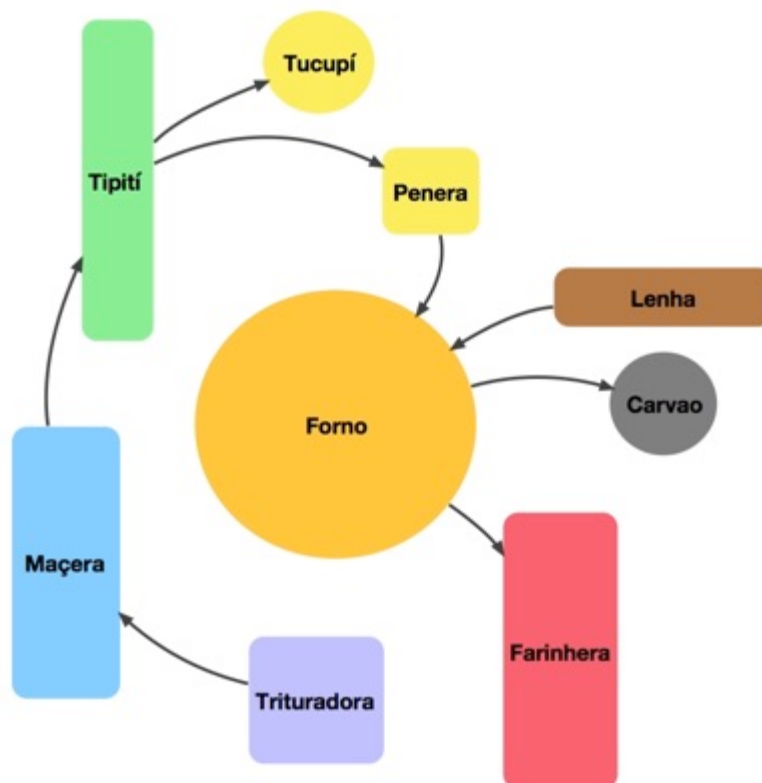 Tucupí
Tipití
Penera
Lenha
Carvao
Forno
Maçera
Farinhera
Trituradora